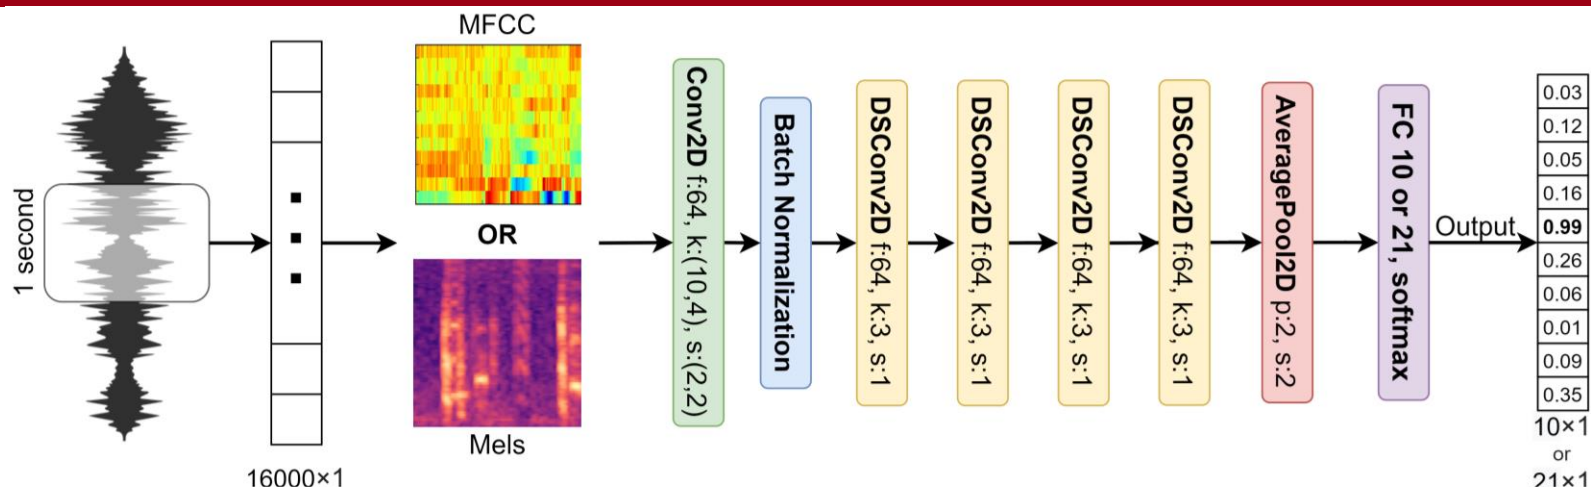 1 second
16000×1
MFCC
OR
Mels
Conv2D f:64, k:(10,4), s:(2,2)
Batch Normalization
DSConv2D f:64, k:3, s:1
DSConv2D f:64, k:3, s:1
DSConv2D f:64, k:3, s:1
DSConv2D f:64, k:3, s:1
AveragePool2D p:2, s:2
FC 10 or 21, softmax
Output
0.03
0.12
0.05
0.16
0.99
0.26
0.06
0.01
0.09
0.35
10×1
or
21×1